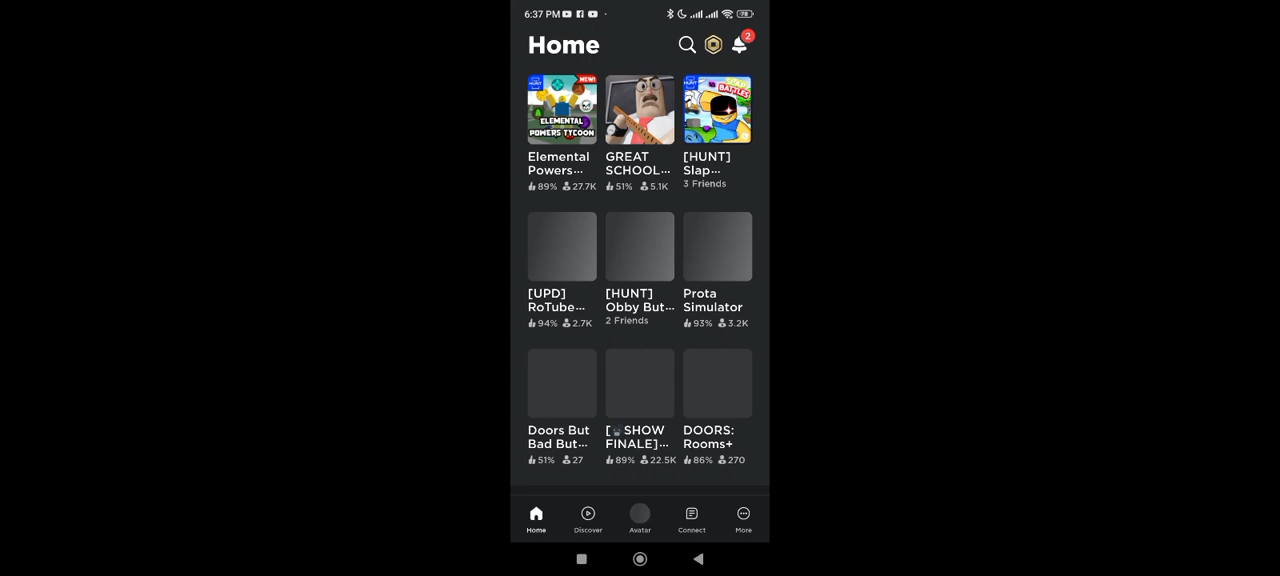 6:37 PM
78
Home
2
HUNT
NEW!
ELEMENTAL
POWERS TYCOON
BATTLES
Elemental
Powers...
89% 27.7K
GREAT
SCHOOL...
51% 5.1K
[HUNT]
Slap...
3 Friends
[UPD]
RoTube...
94% 2.7K
[HUNT]
Obby But...
2 Friends
Prota
Simulator
93% 3.2K
Doors But
Bad But...
51% 27
[👾SHOW
FINALE]...
89% 22.5K
DOORS:
Rooms+
86% 270
Home
Discover
Avatar
Connect
More